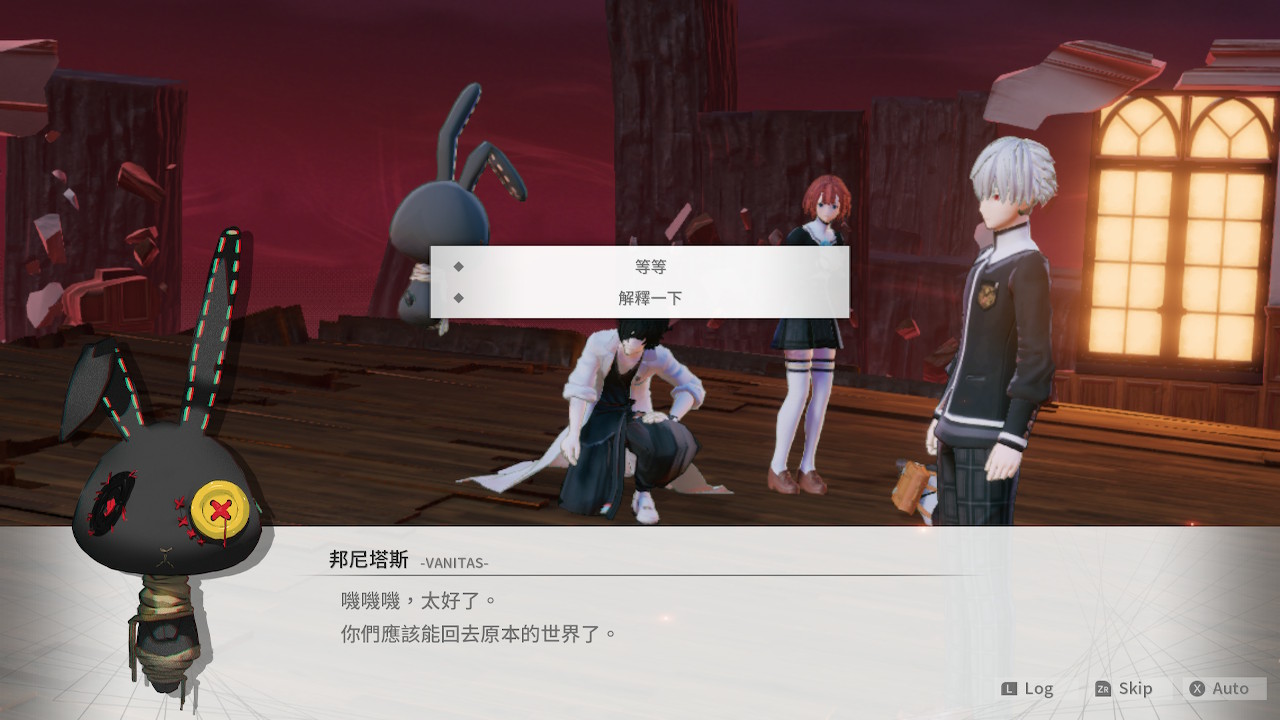 等等
解釋一下
邦尼塔斯 -VANITAS-
嘰嘰嘰，太好了。
你們應該能回去原本的世界了。
L Log ZR Skip X Auto